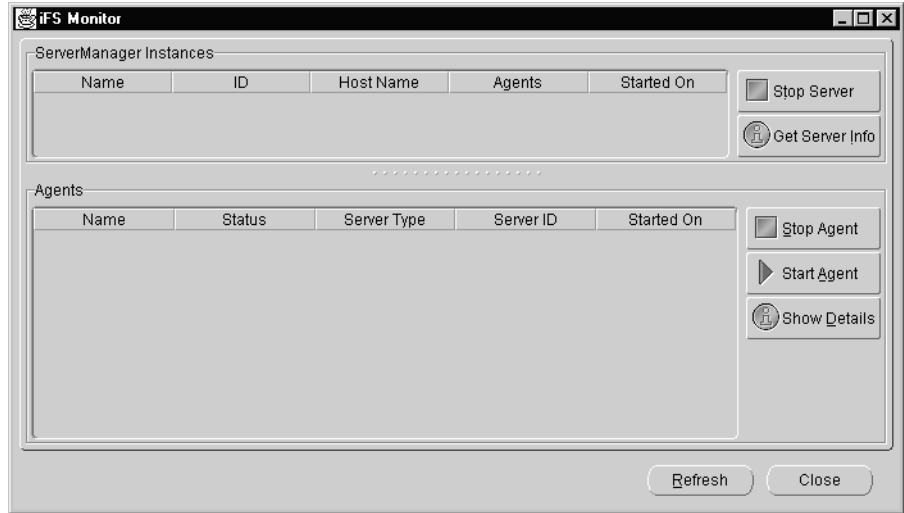 iFS Monitor
ServerManager Instances
Name ID Host Name Agents Started On
Stop Server
Get Server Info
Agents
Name Status Server Type Server ID Started On
Stop Agent
Start Agent
Show Details
Refresh Close